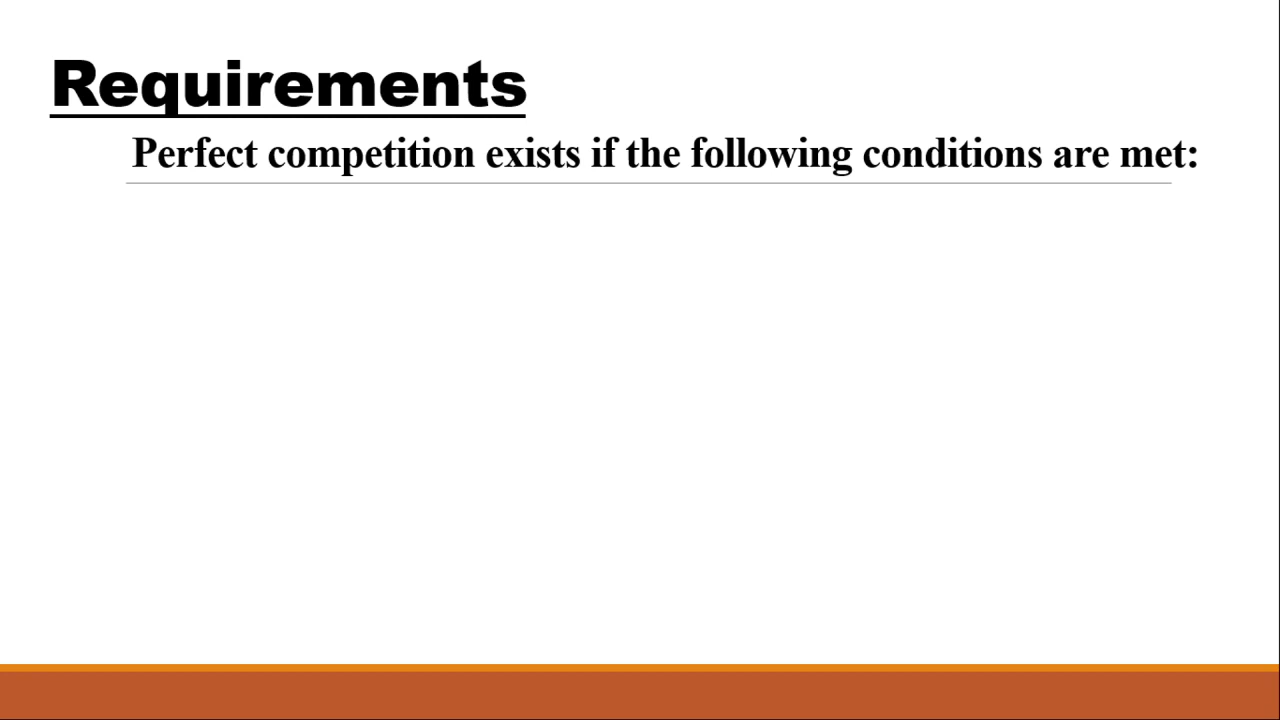 Requirements
Perfect competition exists if the following conditions are met: